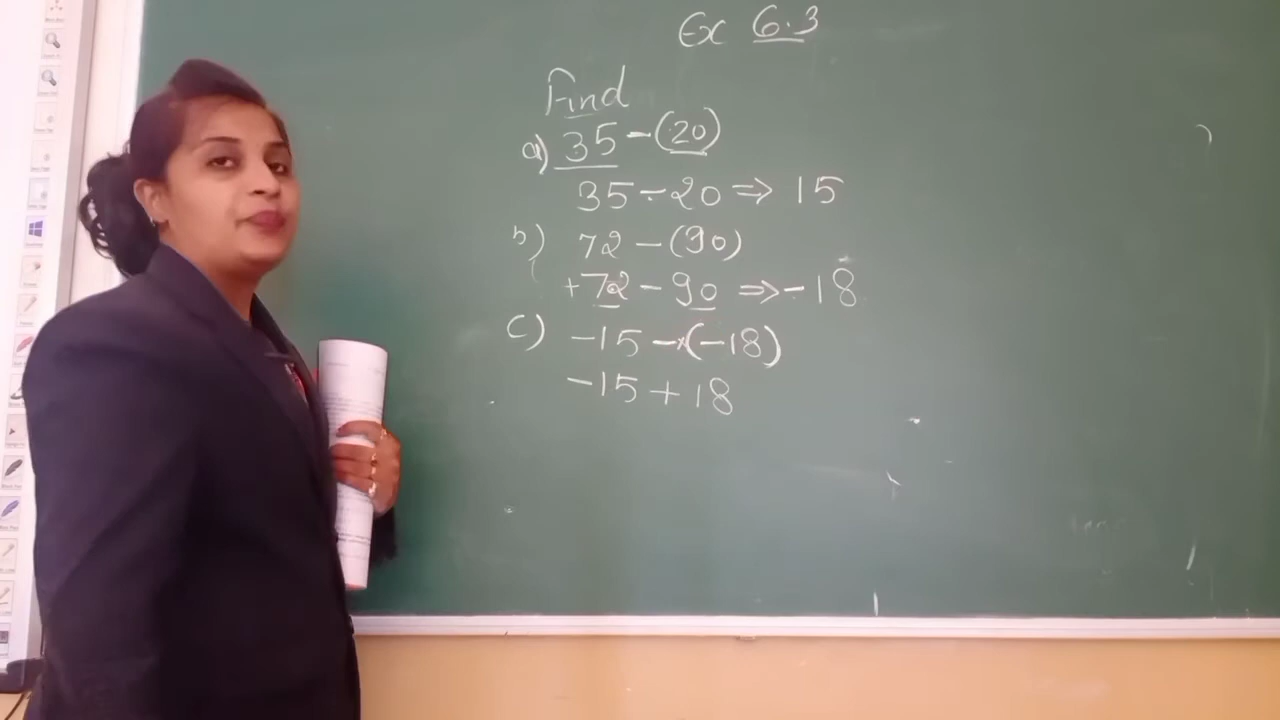 Ex 6.3
Find
a) 35-(20)
35-20 ⇒ 15
b) 72-(90)
+72-90 ⇒ -18
c) -15-×(-18)
-15+18